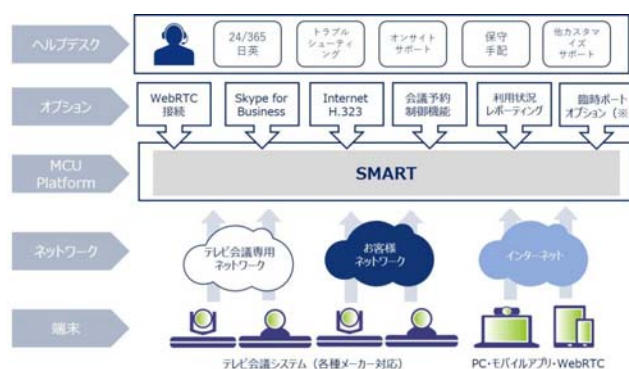 ヘルプデスク
24/365
日英
トラブル
シューティ
ング
オンサイト
サポート
保守
手配
他カスタマ
イズ
サポート
オプション
WebRTC
接続
Skype for
Business
Internet
H.323
会議予約
制御機能
利用状況
レポーティング
臨時ポート
オプション（※
MCU
Platform
SMART
ネットワーク
テレビ会議専用
ネットワーク
お客様
ネットワーク
インターネット
端末
テレビ会議システム（各種メーカー対応）
PC・モバイルアプリ・WebRTC